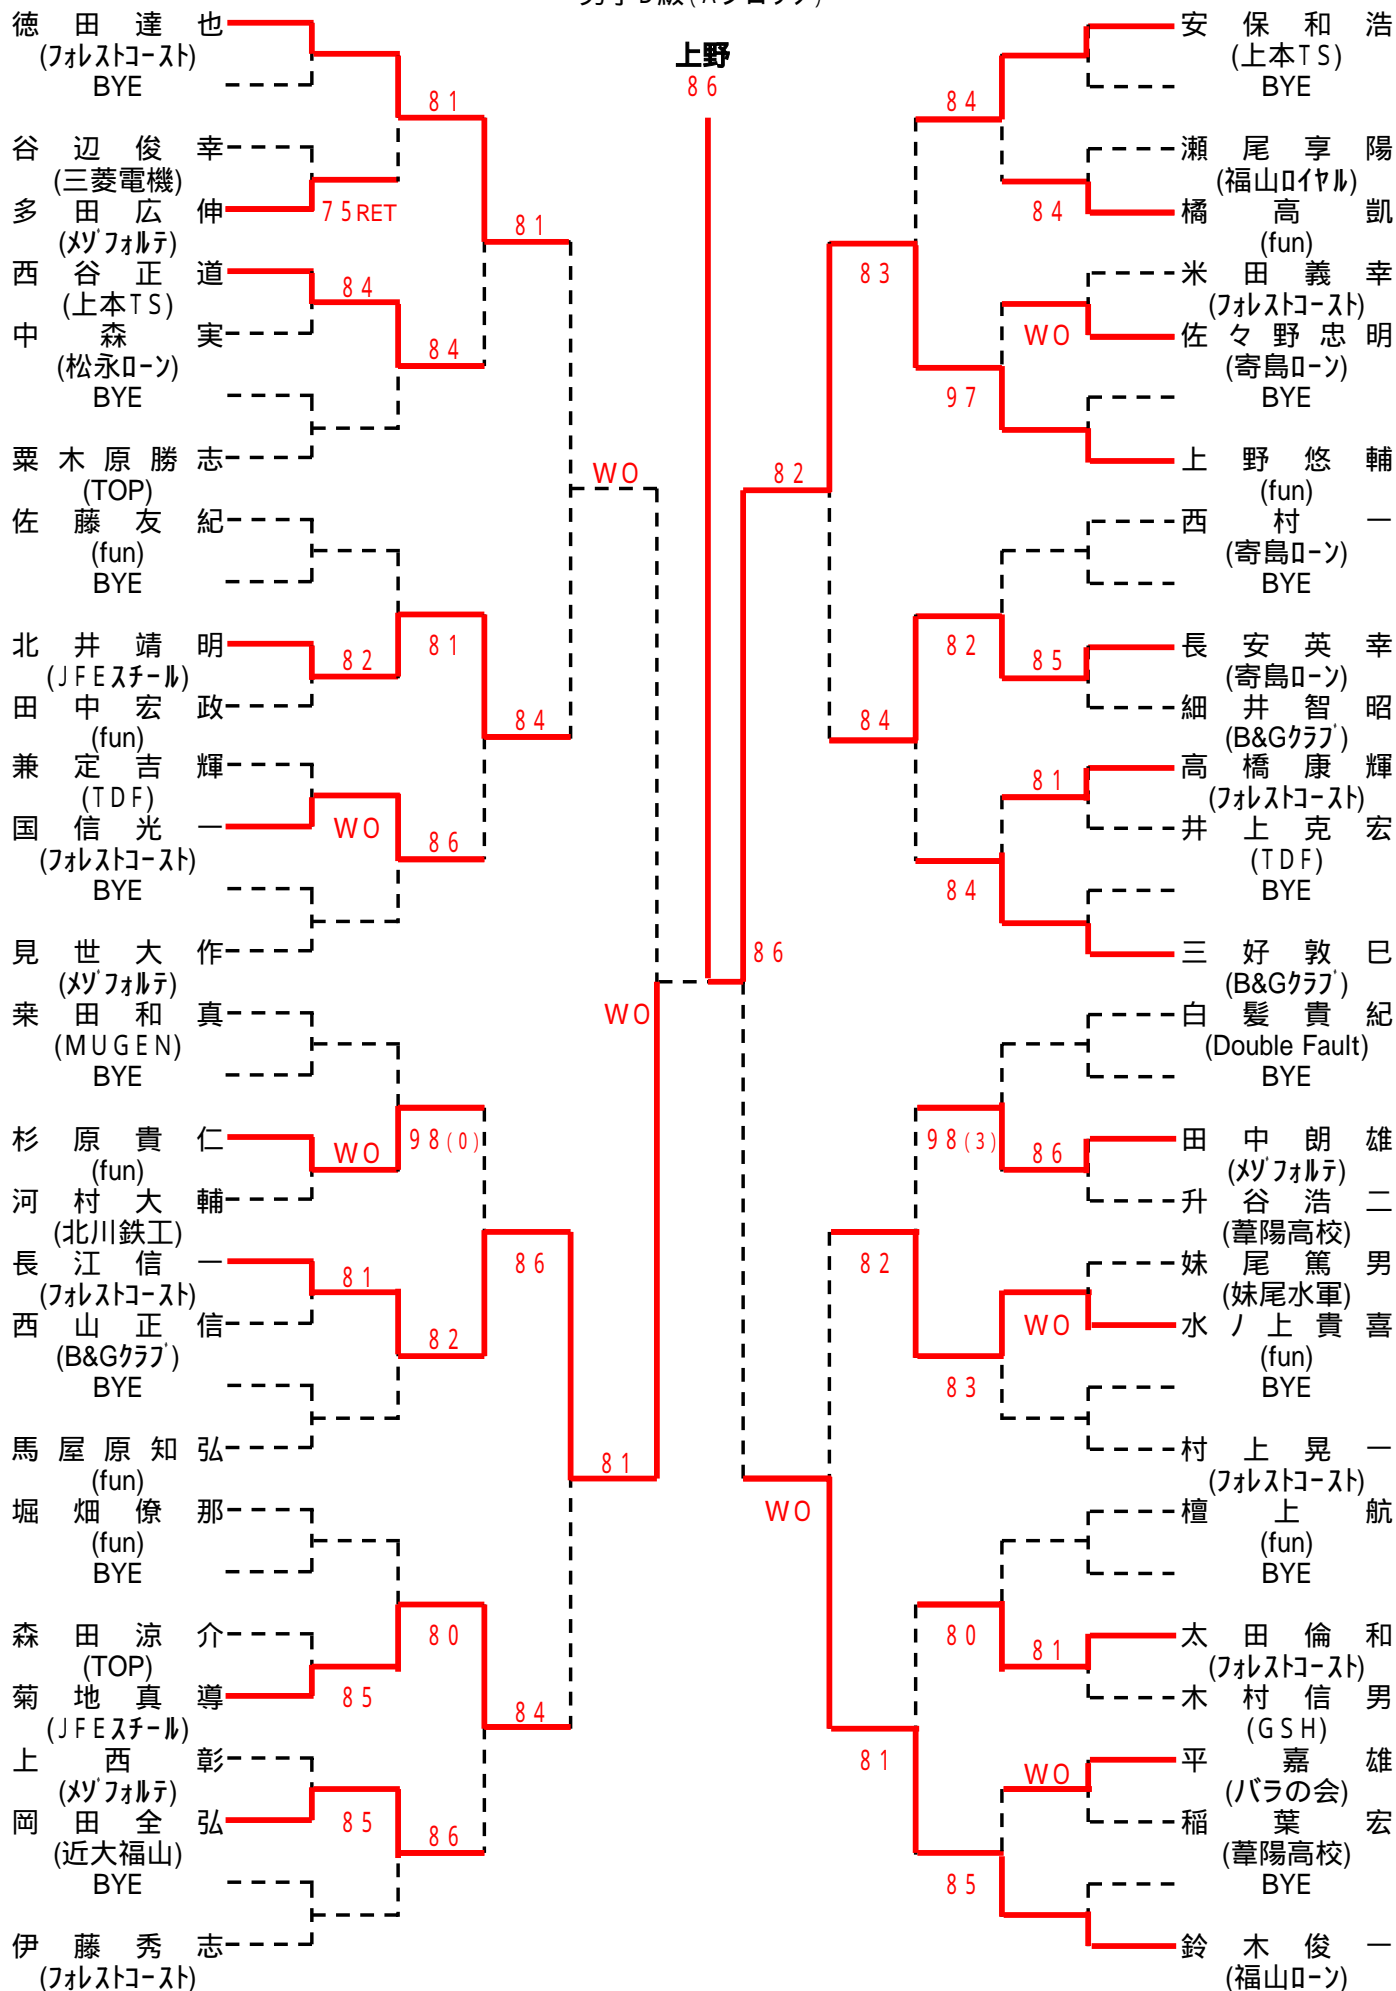 上野
86
徳田達也
(フォレストコースト)
BYE
谷辺俊幸
(三菱電機)
多田広伸
(メゾフォルテ)
西谷正道
(上本TS)
中森実
(松永ローン)
BYE
粟木原勝志
(TOP)
佐藤友紀
(fun)
BYE
北井靖明
(JFEスチール)
田中宏政
(fun)
兼定吉輝
(TDF)
国信光一
(フォレストコースト)
BYE
見世大作
(メゾフォルテ)
桒田和真
(MUGEN)
BYE
杉原貴仁
(fun)
河村大輔
(北川鉄工)
長江信一
(フォレストコースト)
西山正信
(B&Gクラブ)
BYE
馬屋原知弘
(fun)
堀畑僚那
(fun)
BYE
森田涼介
(TOP)
菊地真導
(JFEスチール)
上西彰
(メゾフォルテ)
岡田全弘
(近大福山)
BYE
伊藤秀志
(フォレストコースト)
75RET
84
82
WO
WO
81
85
85
81
84
81
86
98(0)
82
80
86
81
84
86
84
WO
81
WO
86
82
WO
83
84
82
81
84
97
82
84
98(3)
83
80
85
84
WO
85
81
86
WO
81
WO
安保和浩
(上本TS)
BYE
瀬尾享陽
(福山ロイヤル)
橘高凱
(fun)
米田義幸
(フォレストコースト)
佐々野忠明
(寄島ローン)
BYE
上野悠輔
(fun)
西村一
(寄島ローン)
BYE
長安英幸
(寄島ローン)
細井智昭
(B&Gクラブ)
高橋康輝
(フォレストコースト)
井上克宏
(TDF)
BYE
三好敦巳
(B&Gクラブ)
白髪貴紀
(Double Fault)
BYE
田中朗雄
(メゾフォルテ)
升谷浩二
(葦陽高校)
妹尾篤男
(妹尾水軍)
水ノ上貴喜
(fun)
BYE
村上晃一
(フォレストコースト)
檀上航
(fun)
BYE
太田倫和
(フォレストコースト)
木村信男
(GSH)
平嘉雄
(バラの会)
稲葉宏
(葦陽高校)
BYE
鈴木俊一
(福山ローン)